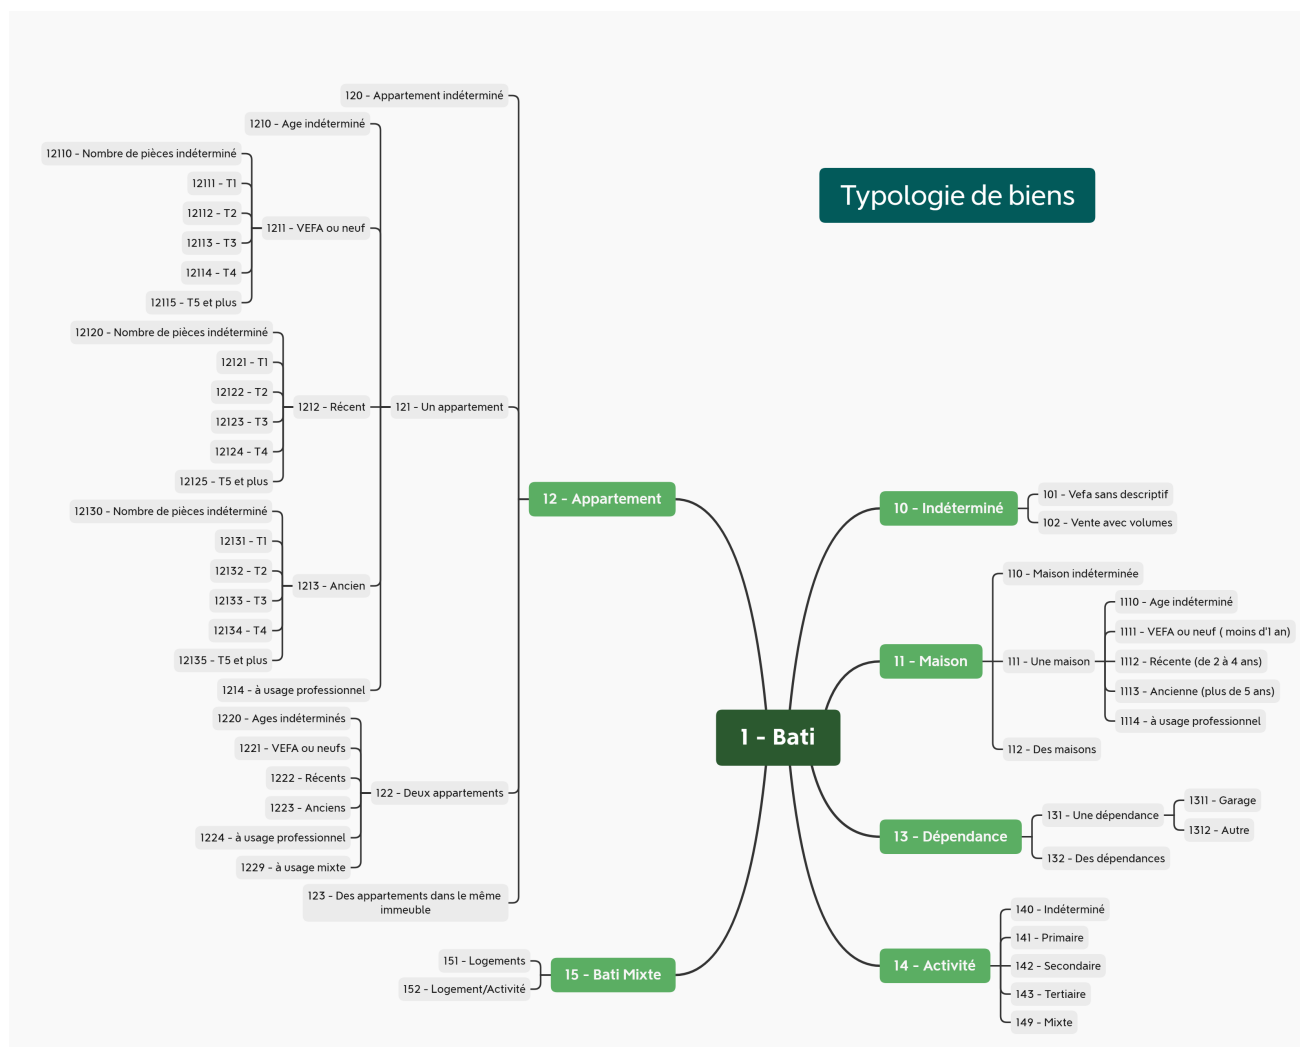 Typologie de biens
1 - Bati
10 - Indéterminé
101 - Vefa sans descriptif
102 - Vente avec volumes
11 - Maison
110 - Maison indéterminée
111 - Une maison
1110 - Age indéterminé
1111 - VEFA ou neuf ( moins d'1 an)
1112 - Récente (de 2 à 4 ans)
1113 - Ancienne (plus de 5 ans)
1114 - à usage professionnel
112 - Des maisons
12 - Appartement
120 - Appartement indéterminé
121 - Un appartement
1210 - Age indéterminé
1211 - VEFA ou neuf
12110 - Nombre de pièces indéterminé
12111 - T1
12112 - T2
12113 - T3
12114 - T4
12115 - T5 et plus
1212 - Récent
12120 - Nombre de pièces indéterminé
12121 - T1
12122 - T2
12123 - T3
12124 - T4
12125 - T5 et plus
1213 - Ancien
12130 - Nombre de pièces indéterminé
12131 - T1
12132 - T2
12133 - T3
12134 - T4
12135 - T5 et plus
1214 - à usage professionnel
122 - Deux appartements
1220 - Ages indéterminés
1221 - VEFA ou neufs
1222 - Récents
1223 - Anciens
1224 - à usage professionnel
1229 - à usage mixte
123 - Des appartements dans le même
immeuble
13 - Dépendance
131 - Une dépendance
1311 - Garage
1312 - Autre
132 - Des dépendances
14 - Activité
140 - Indéterminé
141 - Primaire
142 - Secondaire
143 - Tertiaire
149 - Mixte
15 - Bati Mixte
151 - Logements
152 - Logement/Activité